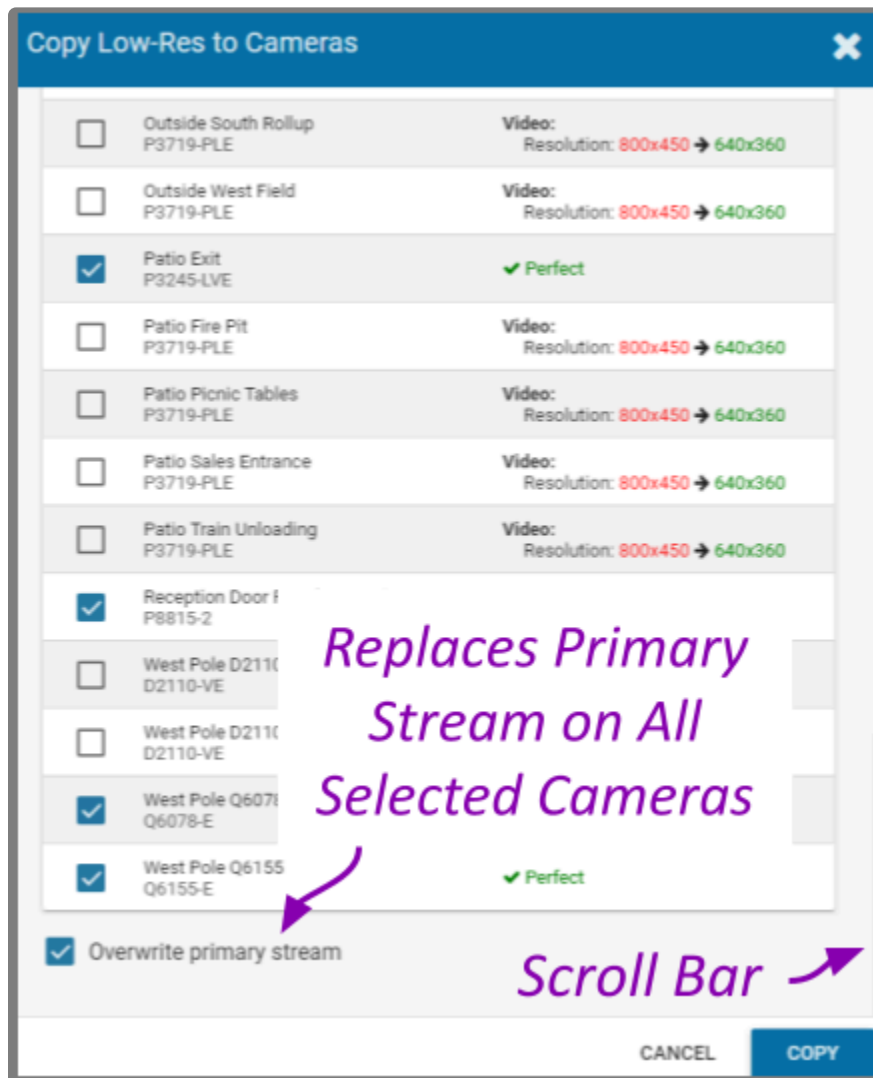 Copy Low-Res to Cameras
Outside South Rollup
P3719-PLE
Video:
Resolution: 800x450 → 640x360
Outside West Field
P3719-PLE
Video:
Resolution: 800x450 → 640x360
Patio Exit
P3245-LVE
✔ Perfect
Patio Fire Pit
P3719-PLE
Video:
Resolution: 800x450 → 640x360
Patio Picnic Tables
P3719-PLE
Video:
Resolution: 800x450 → 640x360
Patio Sales Entrance
P3719-PLE
Video:
Resolution: 800x450 → 640x360
Patio Train Unloading
P3719-PLE
Video:
Resolution: 800x450 → 640x360
Reception Door
P8815-2
West Pole D2110
D2110-VE
West Pole D2110
D2110-VE
West Pole Q6078
Q6078-E
West Pole Q6155
Q6155-E
✔ Perfect
Replaces Primary
Stream on All
Selected Cameras
Overwrite primary stream
Scroll Bar
CANCEL
COPY